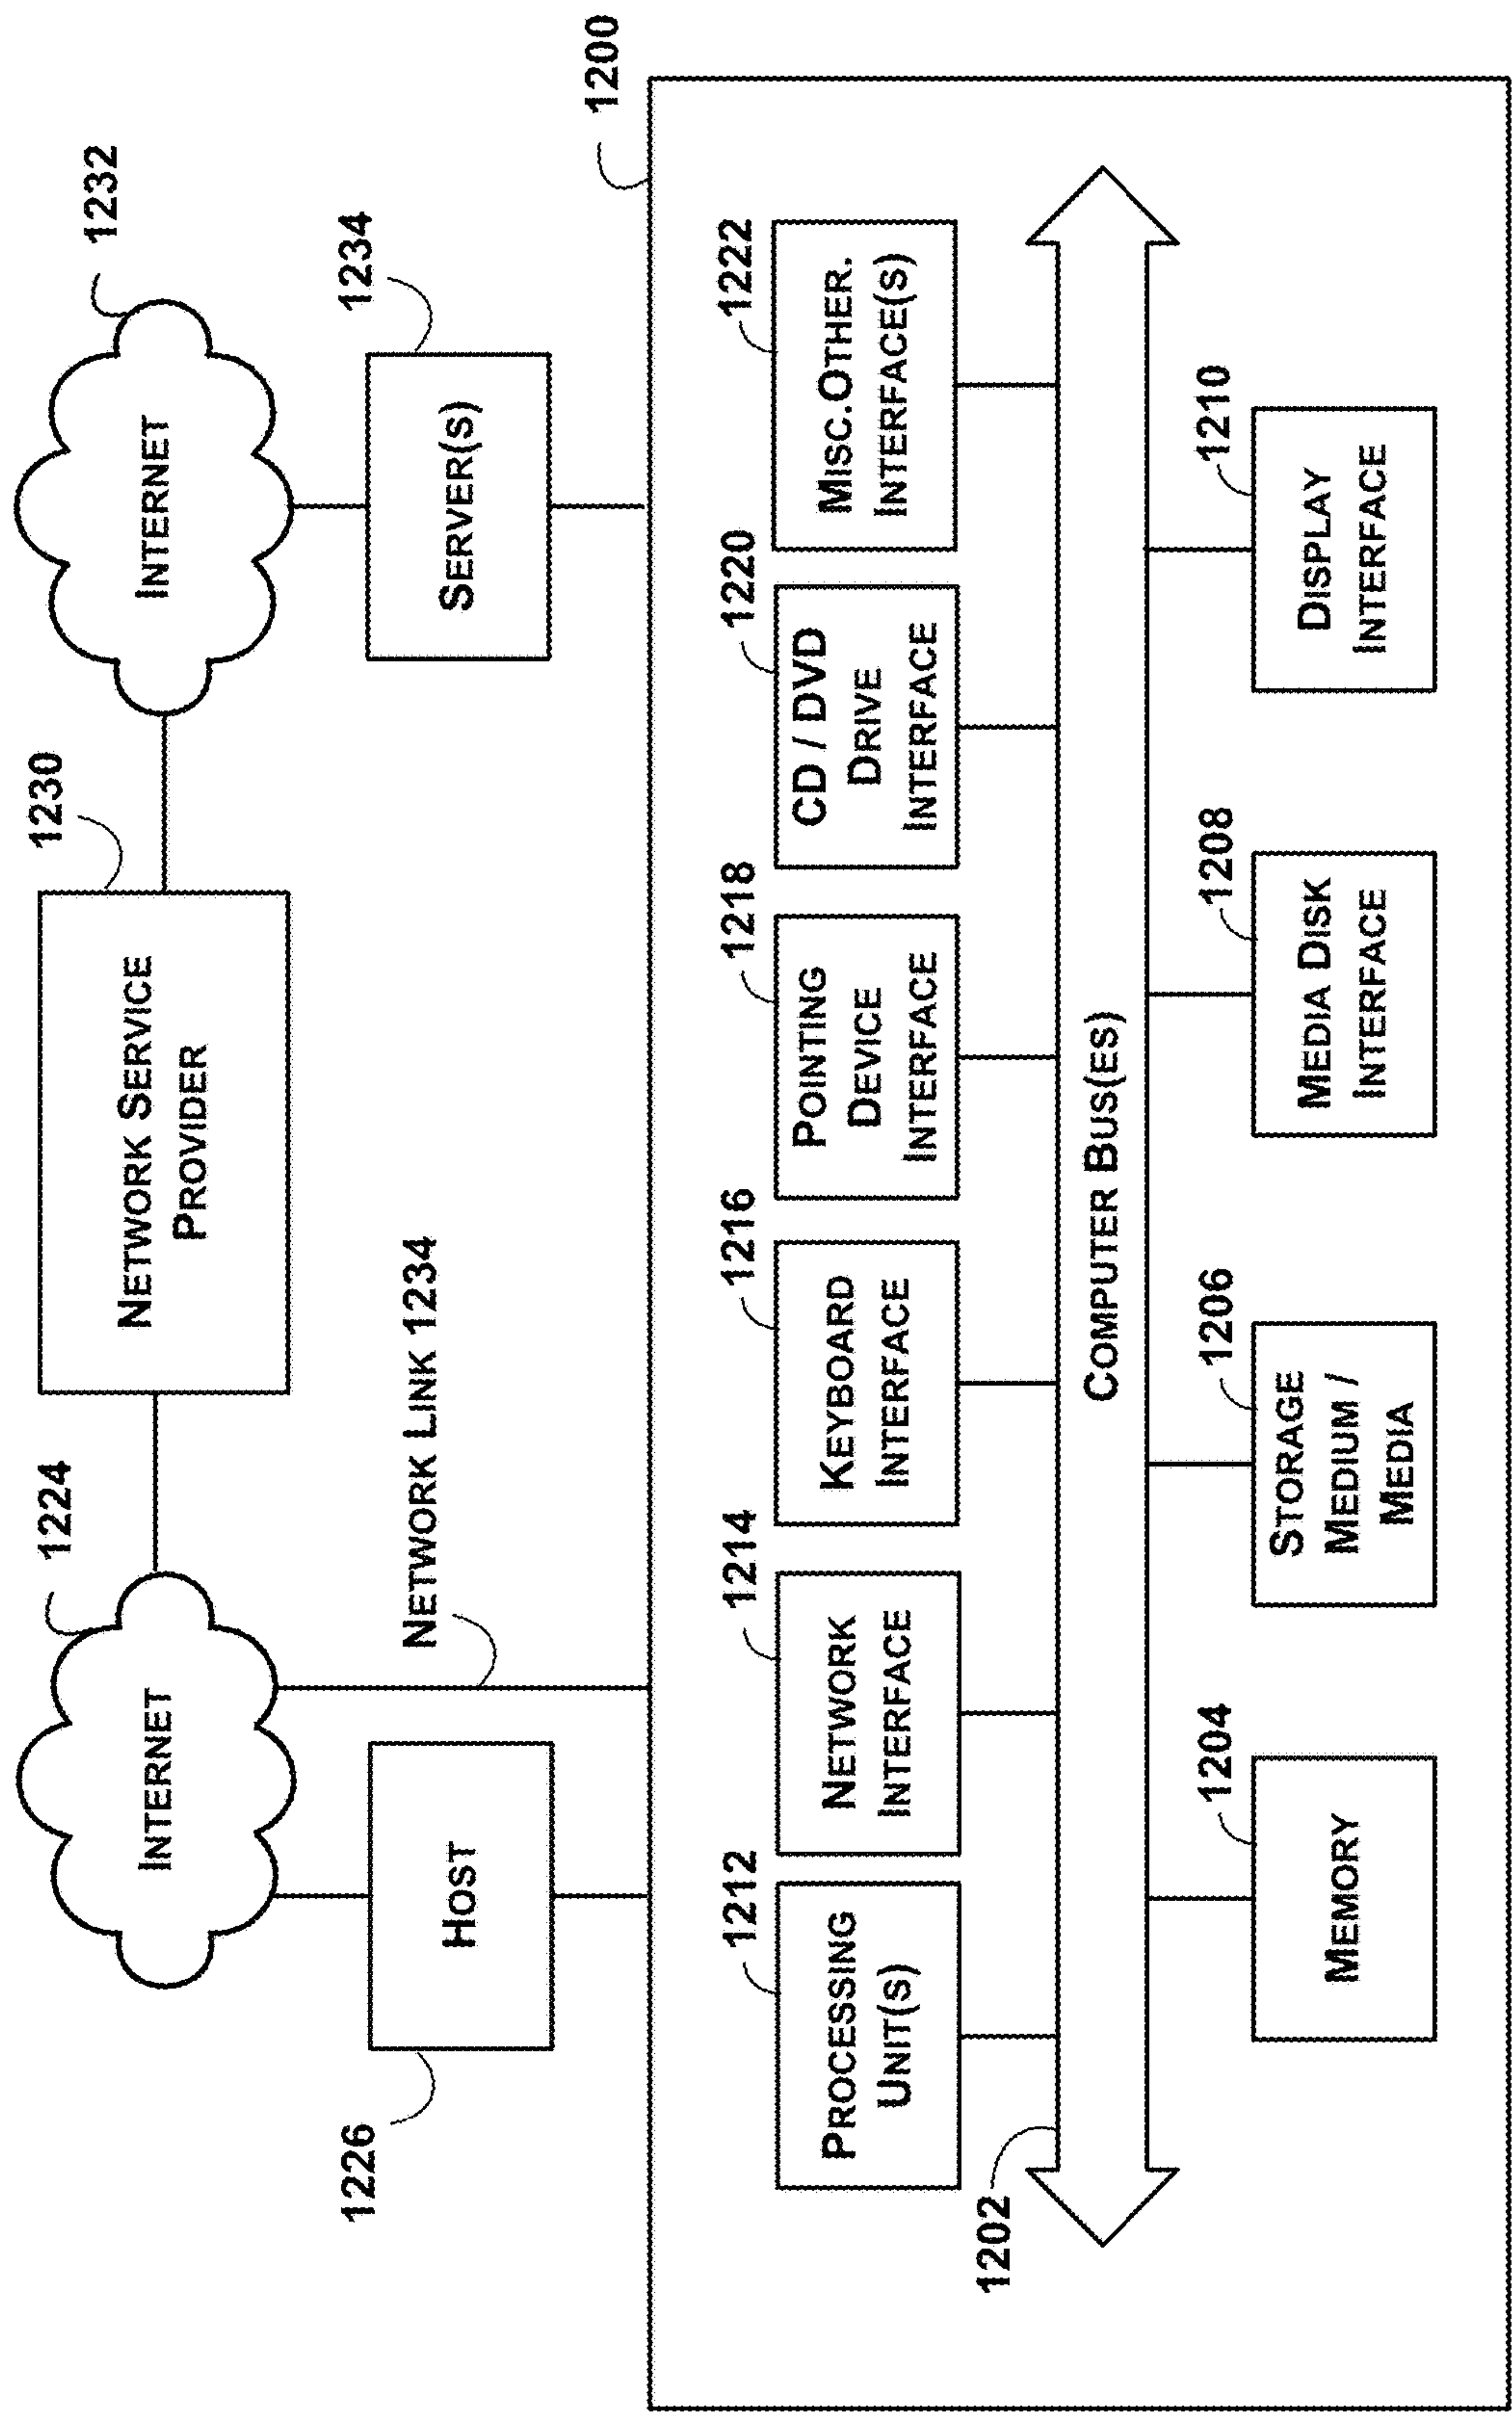 1224
INTERNET
1230
NETWORK SERVICE
PROVIDER
1232
INTERNET
1226
HOST
NETWORK LINK 1234
1234
SERVER(S)
1200
1212
PROCESSING
UNIT(S)
1214
NETWORK
INTERFACE
1216
KEYBOARD
INTERFACE
1218
POINTING
DEVICE
INTERFACE
1220
CD / DVD
DRIVE
INTERFACE
1222
MISC.OTHER.
INTERFACE(S)
1202
COMPUTER BUS(ES)
1204
MEMORY
1206
STORAGE
MEDIUM /
MEDIA
1208
MEDIA DISK
INTERFACE
1210
DISPLAY
INTERFACE